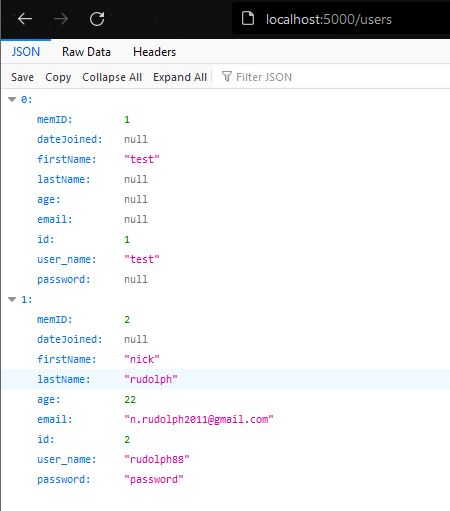 localhost:5000/users
JSON Raw Data Headers
Save Copy Collapse All Expand All Filter JSON
0:
memID: 1
dateJoined: null
firstName: "test"
lastName: null
age: null
email: null
id: 1
user_name: "test"
password: null
1:
memID: 2
dateJoined: null
firstName: "nick"
lastName: "rudolph"
age: 22
email: "n.rudolph2011@gmail.com"
id: 2
user_name: "rudolph88"
password: "password"